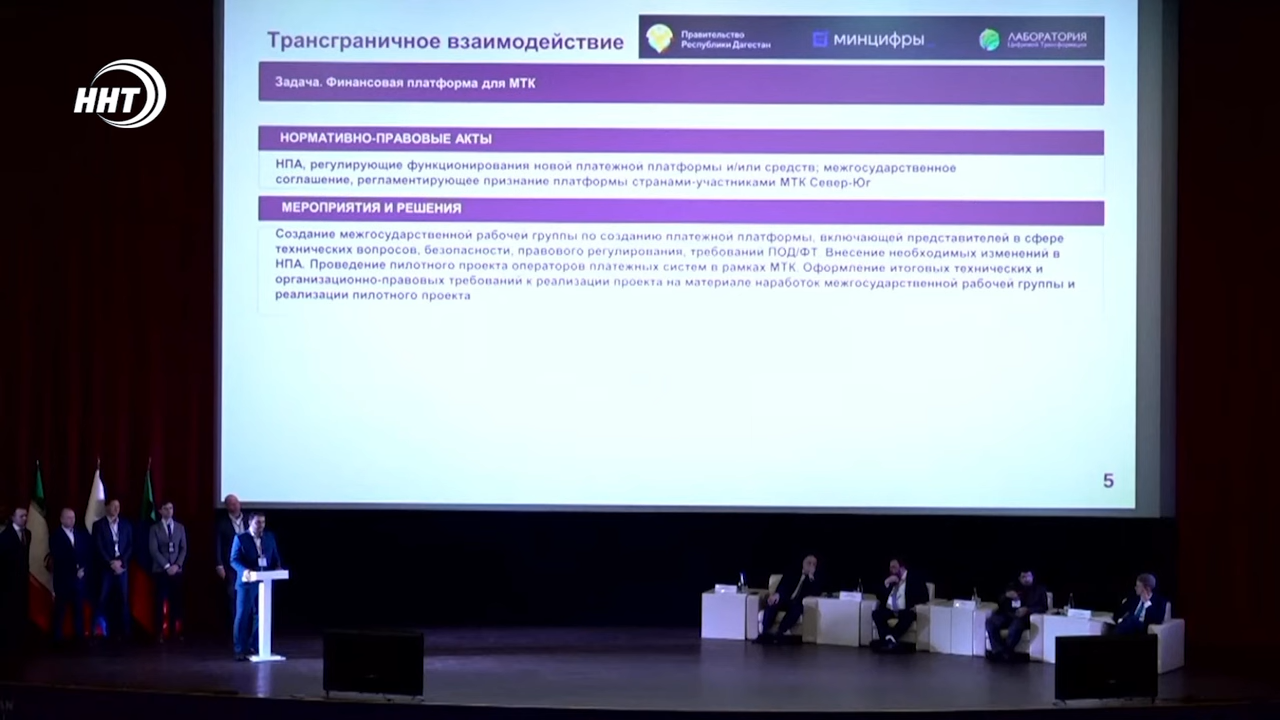 ННТ
Трансграничное взаимодействие
Правительство
Республики Дагестан
минцифры
ЛАБОРАТОРИЯ
Цифровой Трансформации
Задача. Финансовая платформа для МТК
НОРМАТИВНО-ПРАВОВЫЕ АКТЫ
НПА, регулирующие функционирования новой платежной платформы и/или средств; межгосударственное
соглашение, регламентирующее признание платформы странами-участниками МТК Север-Юг
МЕРОПРИЯТИЯ И РЕШЕНИЯ
Создание межгосударственной рабочей группы по созданию платежной платформы, включающей представителей в сфере
технических вопросов, безопасности, правового регулирования, требовании ПОД/ФТ. Внесение необходимых изменений в
НПА. Проведение пилотного проекта операторов платежных систем в рамках МТК. Оформление итоговых технических и
организационно-правовых требований к реализации проекта на материале наработок межгосударственной рабочей группы и
реализации пилотного проекта
5